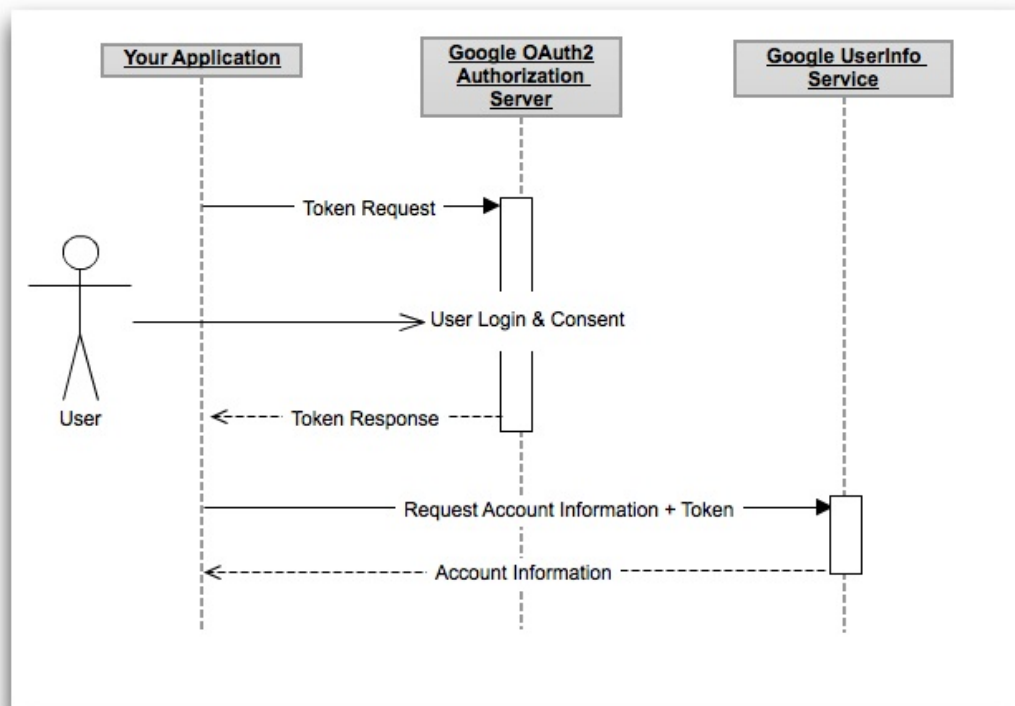 Your Application
Google OAuth2
Authorization
Server
Google UserInfo
Service
Token Request
User Login & Consent
User
Token Response
Request Account Information + Token
Account Information